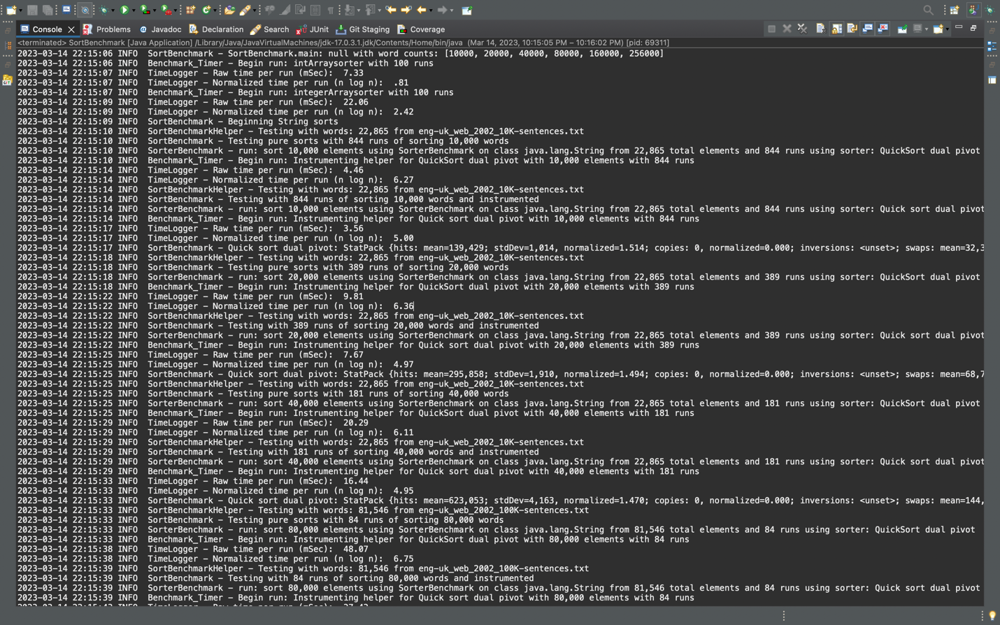 Console
Problems
Javadoc
Declaration
Search
JUnit
Git Staging
Coverage
<terminated> SortBenchmark [Java Application] /Library/Java/JavaVirtualMachines/jdk-17.0.3.1.jdk/Contents/Home/bin/java (Mar 14, 2023, 10:15:05 PM – 10:16:02 PM) [pid: 69311]
2023-03-14 22:15:06 INFO SortBenchmark - SortBenchmark.main: null with word counts: [10000, 20000, 40000, 80000, 160000, 256000]
2023-03-14 22:15:06 INFO Benchmark_Timer - Begin run: intArraysorter with 100 runs
2023-03-14 22:15:07 INFO TimeLogger - Raw time per run (mSec): 7.33
2023-03-14 22:15:07 INFO TimeLogger - Normalized time per run (n log n): .81
2023-03-14 22:15:07 INFO Benchmark_Timer - Begin run: integerArraysorter with 100 runs
2023-03-14 22:15:09 INFO TimeLogger - Raw time per run (mSec): 22.06
2023-03-14 22:15:09 INFO TimeLogger - Normalized time per run (n log n): 2.42
2023-03-14 22:15:09 INFO SortBenchmark - Beginning String sorts
2023-03-14 22:15:10 INFO SortBenchmarkHelper - Testing with words: 22,865 from eng-uk_web_2002_10K-sentences.txt
2023-03-14 22:15:10 INFO SortBenchmark - Testing pure sorts with 844 runs of sorting 10,000 words
2023-03-14 22:15:10 INFO SorterBenchmark - run: sort 10,000 elements using SorterBenchmark on class java.lang.String from 22,865 total elements and 844 runs using sorter: QuickSort dual pivot
2023-03-14 22:15:10 INFO Benchmark_Timer - Begin run: Instrumenting helper for QuickSort dual pivot with 10,000 elements with 844 runs
2023-03-14 22:15:14 INFO TimeLogger - Raw time per run (mSec): 4.46
2023-03-14 22:15:14 INFO TimeLogger - Normalized time per run (n log n): 6.27
2023-03-14 22:15:14 INFO SortBenchmarkHelper - Testing with words: 22,865 from eng-uk_web_2002_10K-sentences.txt
2023-03-14 22:15:14 INFO SortBenchmark - Testing with 844 runs of sorting 10,000 words and instrumented
2023-03-14 22:15:14 INFO SorterBenchmark - run: sort 10,000 elements using SorterBenchmark on class java.lang.String from 22,865 total elements and 844 runs using sorter: Quick sort dual pivot
2023-03-14 22:15:14 INFO Benchmark_Timer - Begin run: Instrumenting helper for Quick sort dual pivot with 10,000 elements with 844 runs
2023-03-14 22:15:17 INFO TimeLogger - Raw time per run (mSec): 3.56
2023-03-14 22:15:17 INFO TimeLogger - Normalized time per run (n log n): 5.00
2023-03-14 22:15:17 INFO SortBenchmark - Quick sort dual pivot: StatPack {hits: mean=139,429; stdDev=1,014, normalized=1.514; copies: 0, normalized=0.000; inversions: <unset>; swaps: mean=32,3
2023-03-14 22:15:18 INFO SortBenchmarkHelper - Testing with words: 22,865 from eng-uk_web_2002_10K-sentences.txt
2023-03-14 22:15:18 INFO SortBenchmark - Testing pure sorts with 389 runs of sorting 20,000 words
2023-03-14 22:15:18 INFO SorterBenchmark - run: sort 20,000 elements using SorterBenchmark on class java.lang.String from 22,865 total elements and 389 runs using sorter: QuickSort dual pivot
2023-03-14 22:15:18 INFO Benchmark_Timer - Begin run: Instrumenting helper for QuickSort dual pivot with 20,000 elements with 389 runs
2023-03-14 22:15:22 INFO TimeLogger - Raw time per run (mSec): 9.81
2023-03-14 22:15:22 INFO TimeLogger - Normalized time per run (n log n): 6.36
2023-03-14 22:15:22 INFO SortBenchmarkHelper - Testing with words: 22,865 from eng-uk_web_2002_10K-sentences.txt
2023-03-14 22:15:22 INFO SortBenchmark - Testing with 389 runs of sorting 20,000 words and instrumented
2023-03-14 22:15:22 INFO SorterBenchmark - run: sort 20,000 elements using SorterBenchmark on class java.lang.String from 22,865 total elements and 389 runs using sorter: Quick sort dual pivot
2023-03-14 22:15:22 INFO Benchmark_Timer - Begin run: Instrumenting helper for Quick sort dual pivot with 20,000 elements with 389 runs
2023-03-14 22:15:25 INFO TimeLogger - Raw time per run (mSec): 7.67
2023-03-14 22:15:25 INFO TimeLogger - Normalized time per run (n log n): 4.97
2023-03-14 22:15:25 INFO SortBenchmark - Quick sort dual pivot: StatPack {hits: mean=295,858; stdDev=1,910, normalized=1.494; copies: 0, normalized=0.000; inversions: <unset>; swaps: mean=68,7
2023-03-14 22:15:25 INFO SortBenchmarkHelper - Testing with words: 22,865 from eng-uk_web_2002_10K-sentences.txt
2023-03-14 22:15:25 INFO SortBenchmark - Testing pure sorts with 181 runs of sorting 40,000 words
2023-03-14 22:15:25 INFO SorterBenchmark - run: sort 40,000 elements using SorterBenchmark on class java.lang.String from 22,865 total elements and 181 runs using sorter: QuickSort dual pivot
2023-03-14 22:15:25 INFO Benchmark_Timer - Begin run: Instrumenting helper for QuickSort dual pivot with 40,000 elements with 181 runs
2023-03-14 22:15:29 INFO TimeLogger - Raw time per run (mSec): 20.29
2023-03-14 22:15:29 INFO TimeLogger - Normalized time per run (n log n): 6.11
2023-03-14 22:15:29 INFO SortBenchmarkHelper - Testing with words: 22,865 from eng-uk_web_2002_10K-sentences.txt
2023-03-14 22:15:29 INFO SortBenchmark - Testing with 181 runs of sorting 40,000 words and instrumented
2023-03-14 22:15:29 INFO SorterBenchmark - run: sort 40,000 elements using SorterBenchmark on class java.lang.String from 22,865 total elements and 181 runs using sorter: Quick sort dual pivot
2023-03-14 22:15:29 INFO Benchmark_Timer - Begin run: Instrumenting helper for Quick sort dual pivot with 40,000 elements with 181 runs
2023-03-14 22:15:33 INFO TimeLogger - Raw time per run (mSec): 16.44
2023-03-14 22:15:33 INFO TimeLogger - Normalized time per run (n log n): 4.95
2023-03-14 22:15:33 INFO SortBenchmark - Quick sort dual pivot: StatPack {hits: mean=623,053; stdDev=4,163, normalized=1.470; copies: 0, normalized=0.000; inversions: <unset>; swaps: mean=144,
2023-03-14 22:15:33 INFO SortBenchmarkHelper - Testing with words: 81,546 from eng-uk_web_2002_100K-sentences.txt
2023-03-14 22:15:33 INFO SortBenchmark - Testing pure sorts with 84 runs of sorting 80,000 words
2023-03-14 22:15:33 INFO SorterBenchmark - run: sort 80,000 elements using SorterBenchmark on class java.lang.String from 81,546 total elements and 84 runs using sorter: QuickSort dual pivot
2023-03-14 22:15:33 INFO Benchmark_Timer - Begin run: Instrumenting helper for QuickSort dual pivot with 80,000 elements with 84 runs
2023-03-14 22:15:38 INFO TimeLogger - Raw time per run (mSec): 48.07
2023-03-14 22:15:38 INFO TimeLogger - Normalized time per run (n log n): 6.75
2023-03-14 22:15:39 INFO SortBenchmarkHelper - Testing with words: 81,546 from eng-uk_web_2002_100K-sentences.txt
2023-03-14 22:15:39 INFO SortBenchmark - Testing with 84 runs of sorting 80,000 words and instrumented
2023-03-14 22:15:39 INFO SorterBenchmark - run: sort 80,000 elements using SorterBenchmark on class java.lang.String from 81,546 total elements and 84 runs using sorter: Quick sort dual pivot
2023-03-14 22:15:39 INFO Benchmark_Timer - Begin run: Instrumenting helper for Quick sort dual pivot with 80,000 elements with 84 runs